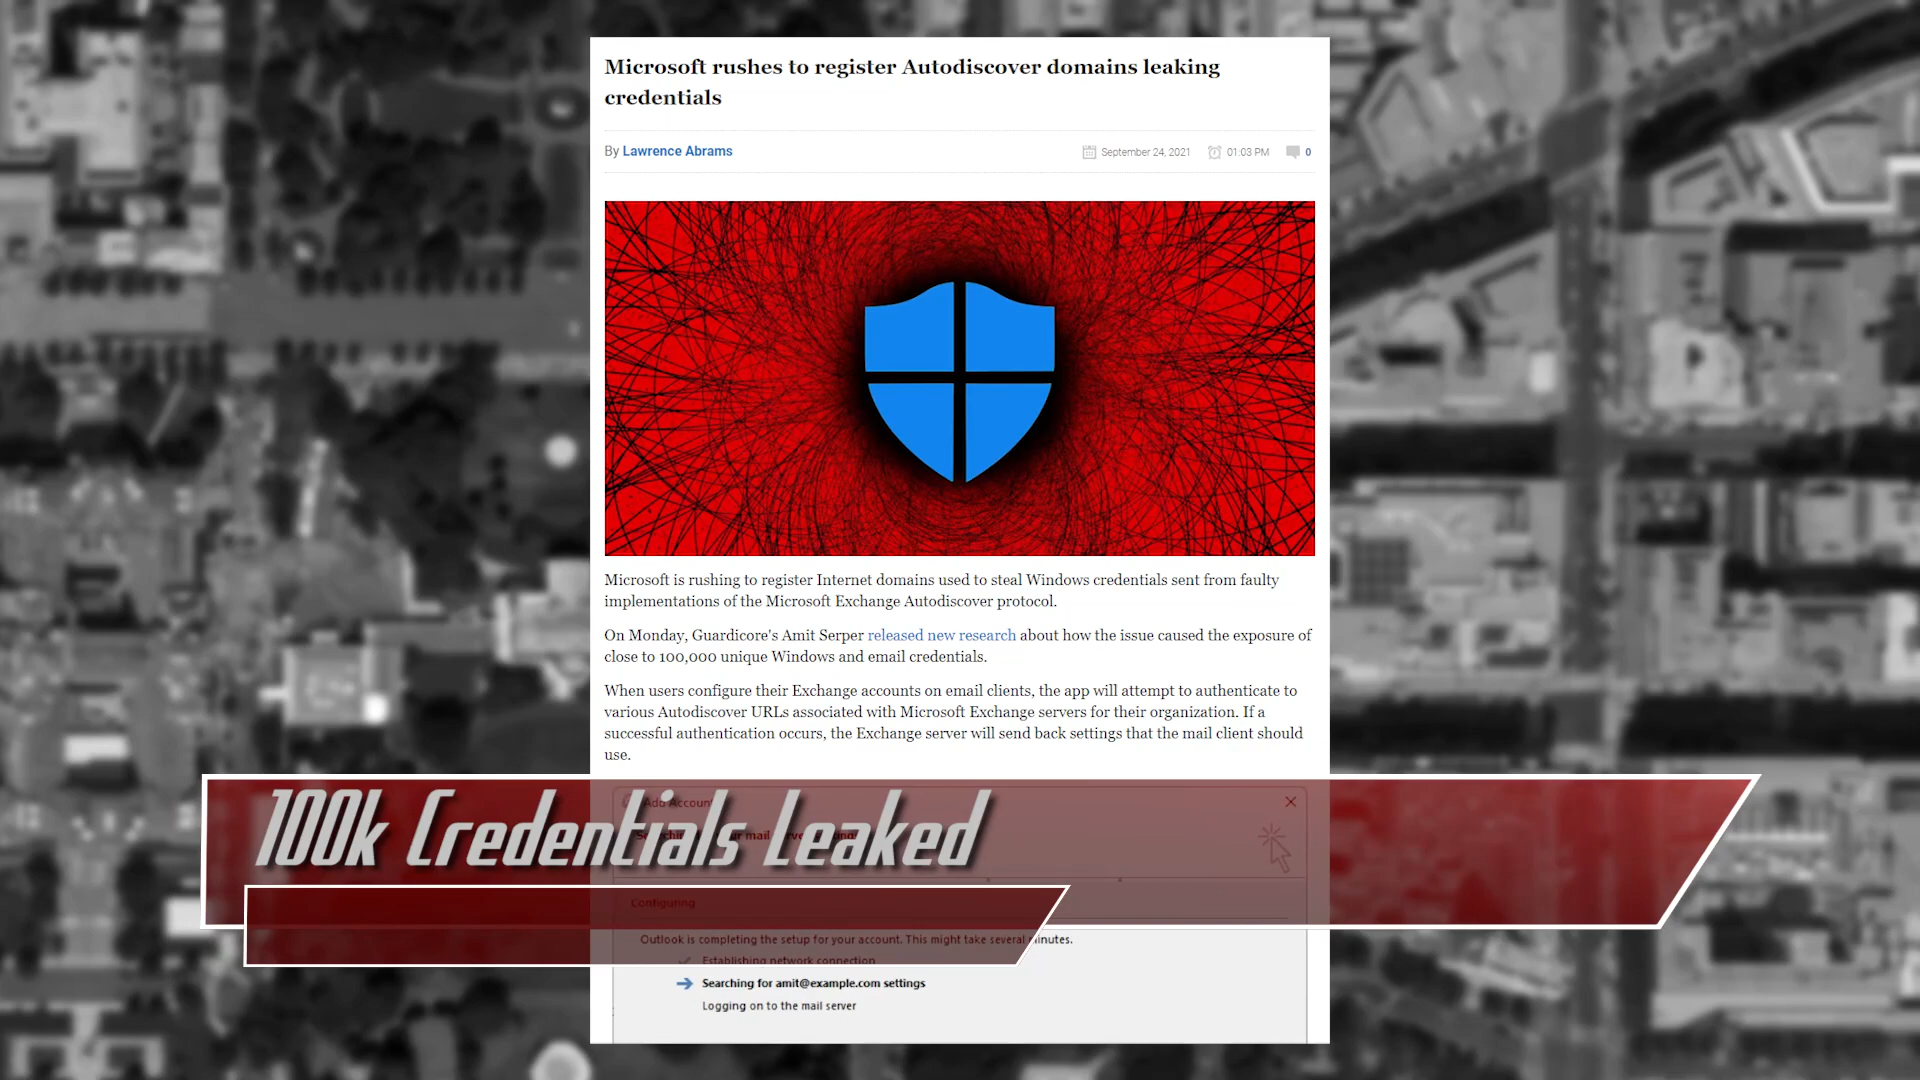 Microsoft rushes to register Autodiscover domains leaking
credentials
By Lawrence Abrams
September 24, 2021
01:03 PM
0
Microsoft is rushing to register Internet domains used to steal Windows credentials sent from faulty
implementations of the Microsoft Exchange Autodiscover protocol.
On Monday, Guardicore's Amit Serper released new research about how the issue caused the exposure of
close to 100,000 unique Windows and email credentials.
When users configure their Exchange accounts on email clients, the app will attempt to authenticate to
various Autodiscover URLs associated with Microsoft Exchange servers for their organization. If a
successful authentication occurs, the Exchange server will send back settings that the mail client should
use.
Add Account
100k Credentials Leaked
mail
Configuring
Outlook is completing the setup for your account. This might take several minutes.
Establishing network connection
Searching for amit@example.com settings
Logging on to the mail server